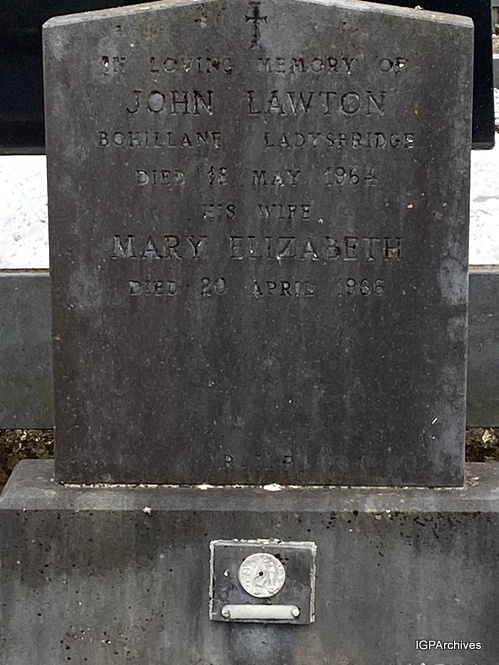 IN LOVING MEMORY OF
JOHN LAWTON
BOHILLANE LADYSBRIDGE
DIED 18 MAY 1964
HIS WIFE
MARY ELIZABETH
DIED 20 APRIL 1966
R.I.P.
IGPArchives